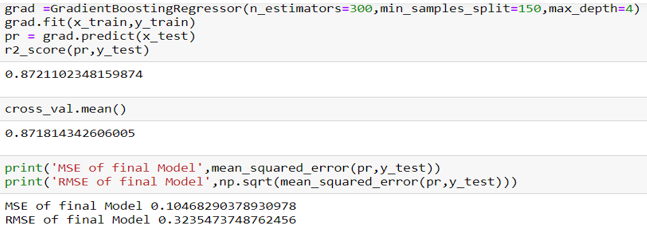 grad =GradientBoostingRegressor(n_estimators=300,min_samples_split=150,max_depth=4)
grad.fit(x_train,y_train)
pr = grad.predict(x_test)
r2_score(pr,y_test)
0.8721102348159874
cross_val.mean()
0.871814342606005
print('MSE of final Model',mean_squared_error(pr,y_test))
print('RMSE of final Model',np.sqrt(mean_squared_error(pr,y_test)))
MSE of final Model 0.10468290378930978
RMSE of final Model 0.3235473748762456